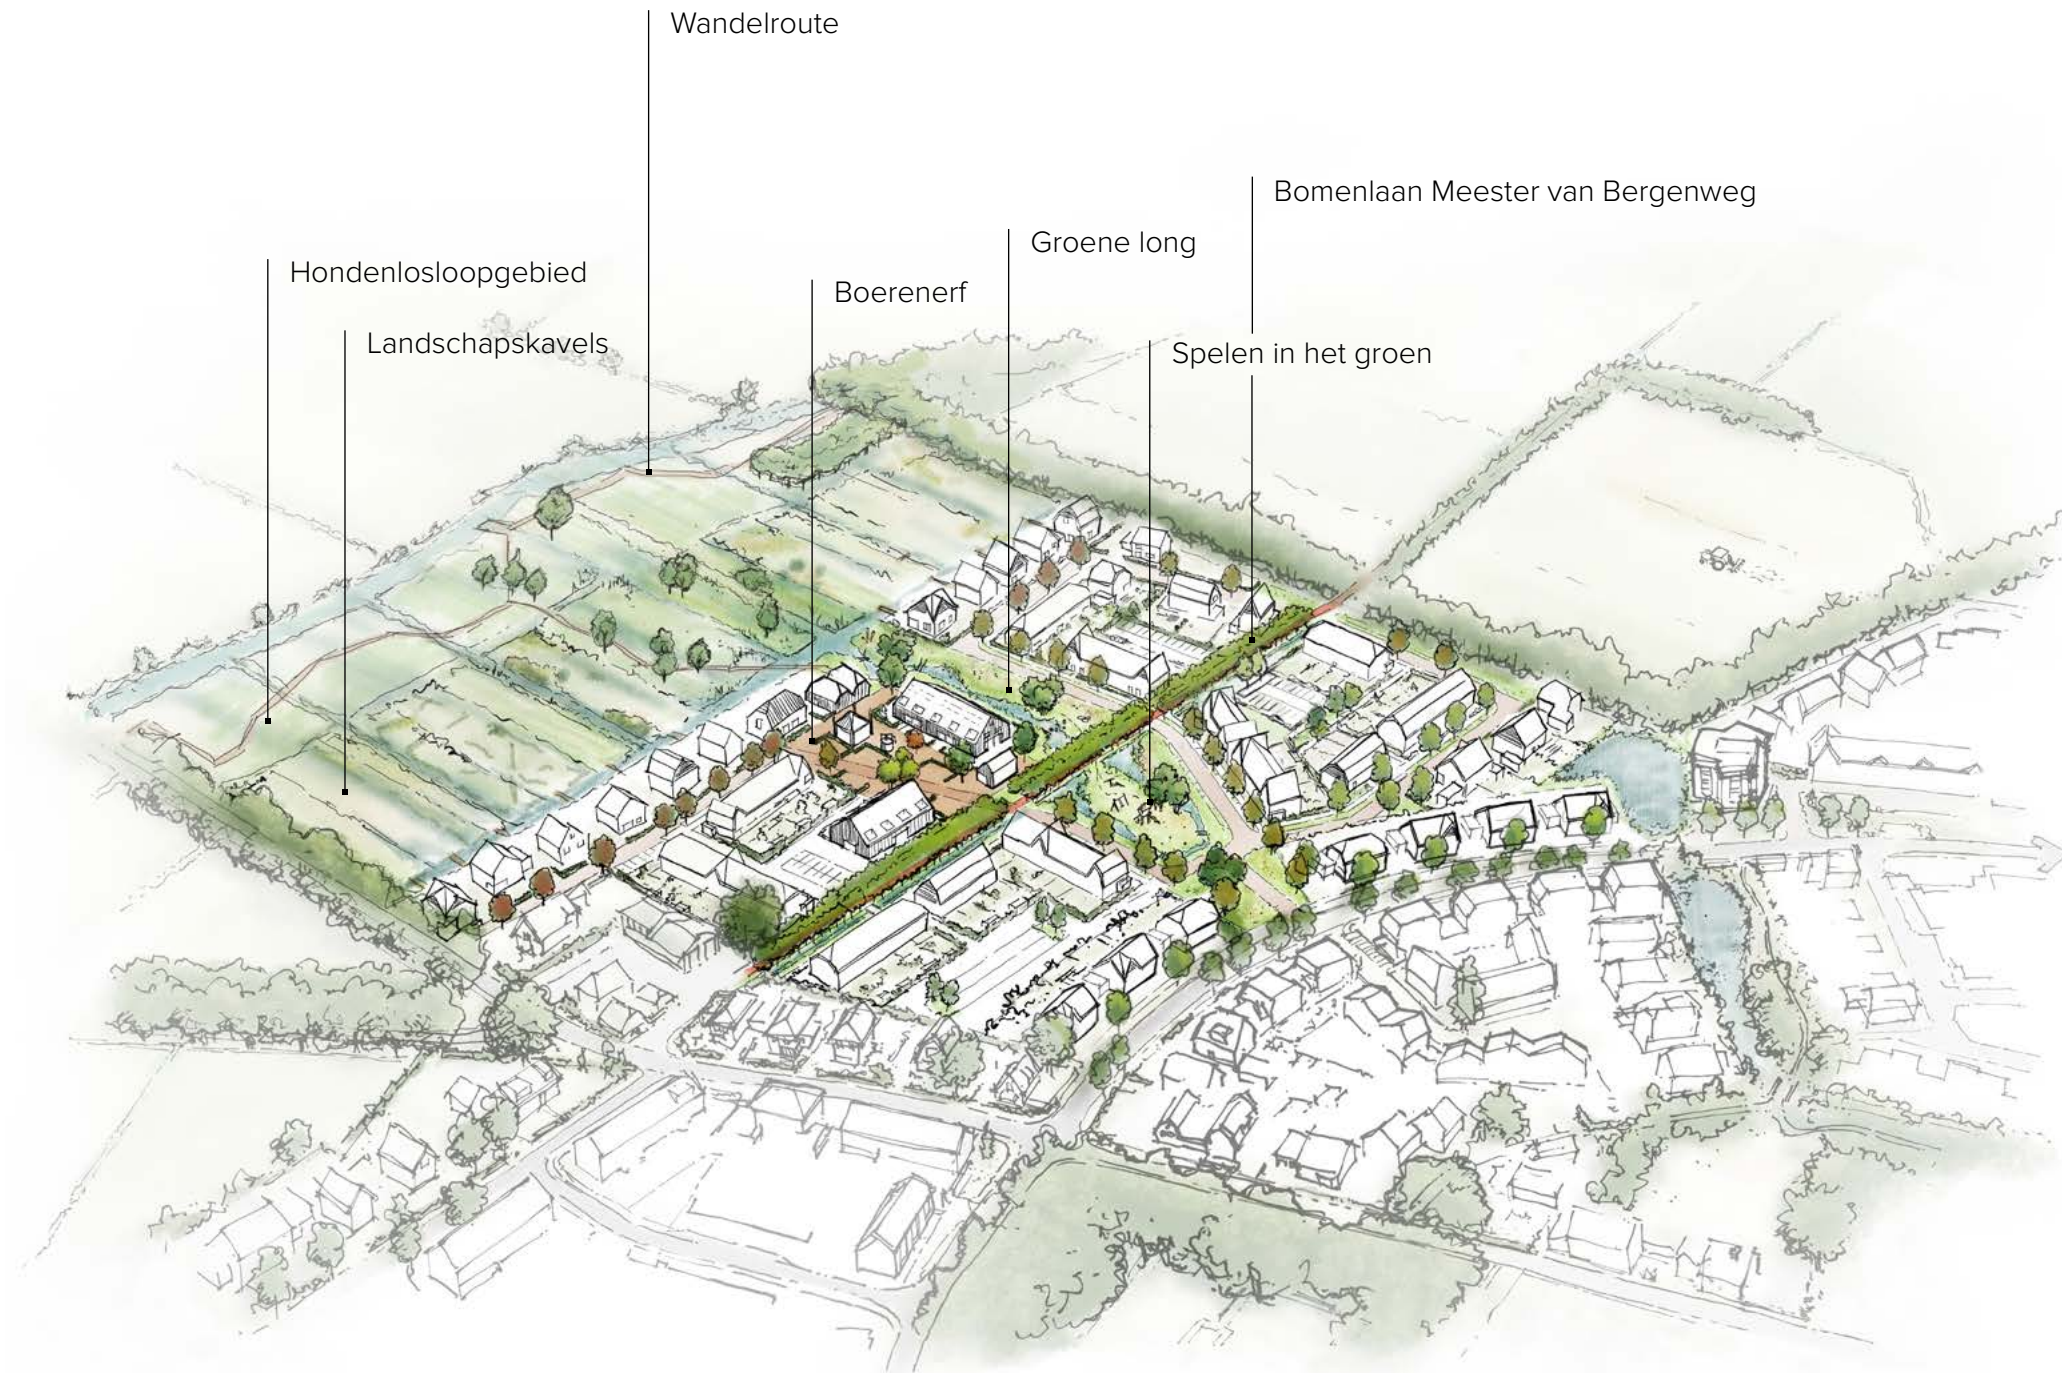 Wandelroute
Bomenlaan Meester van Bergenweg
Groene long
Hondenlosloopgebied
Boerenerf
Landschapskavels
Spelen in het groen